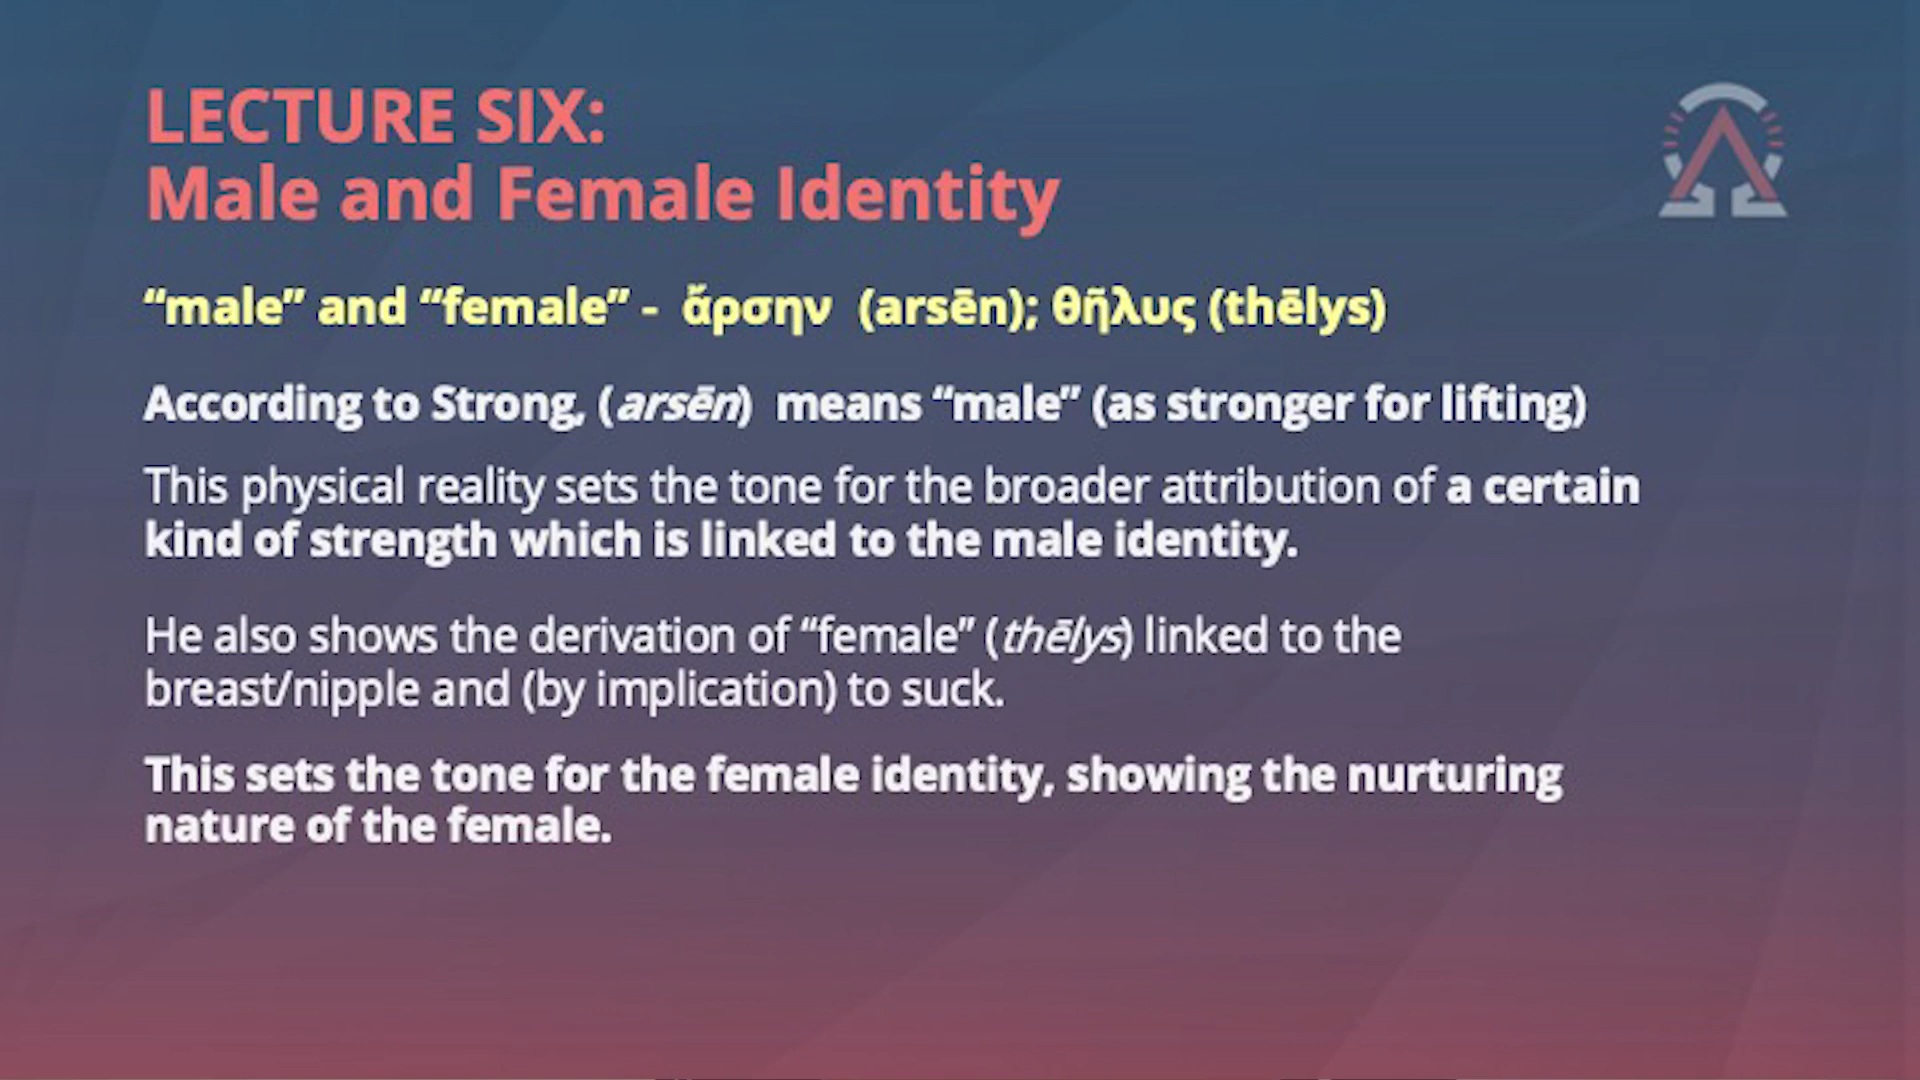 LECTURE SIX:
Male and Female Identity
“male” and “female” - ἄρσην (arsēn); θῆλυς (thēlys)
According to Strong, (arsēn) means “male” (as stronger for lifting)
This physical reality sets the tone for the broader attribution of a certain
kind of strength which is linked to the male identity.
He also shows the derivation of “female” (thēlys) linked to the
breast/nipple and (by implication) to suck.
This sets the tone for the female identity, showing the nurturing
nature of the female.